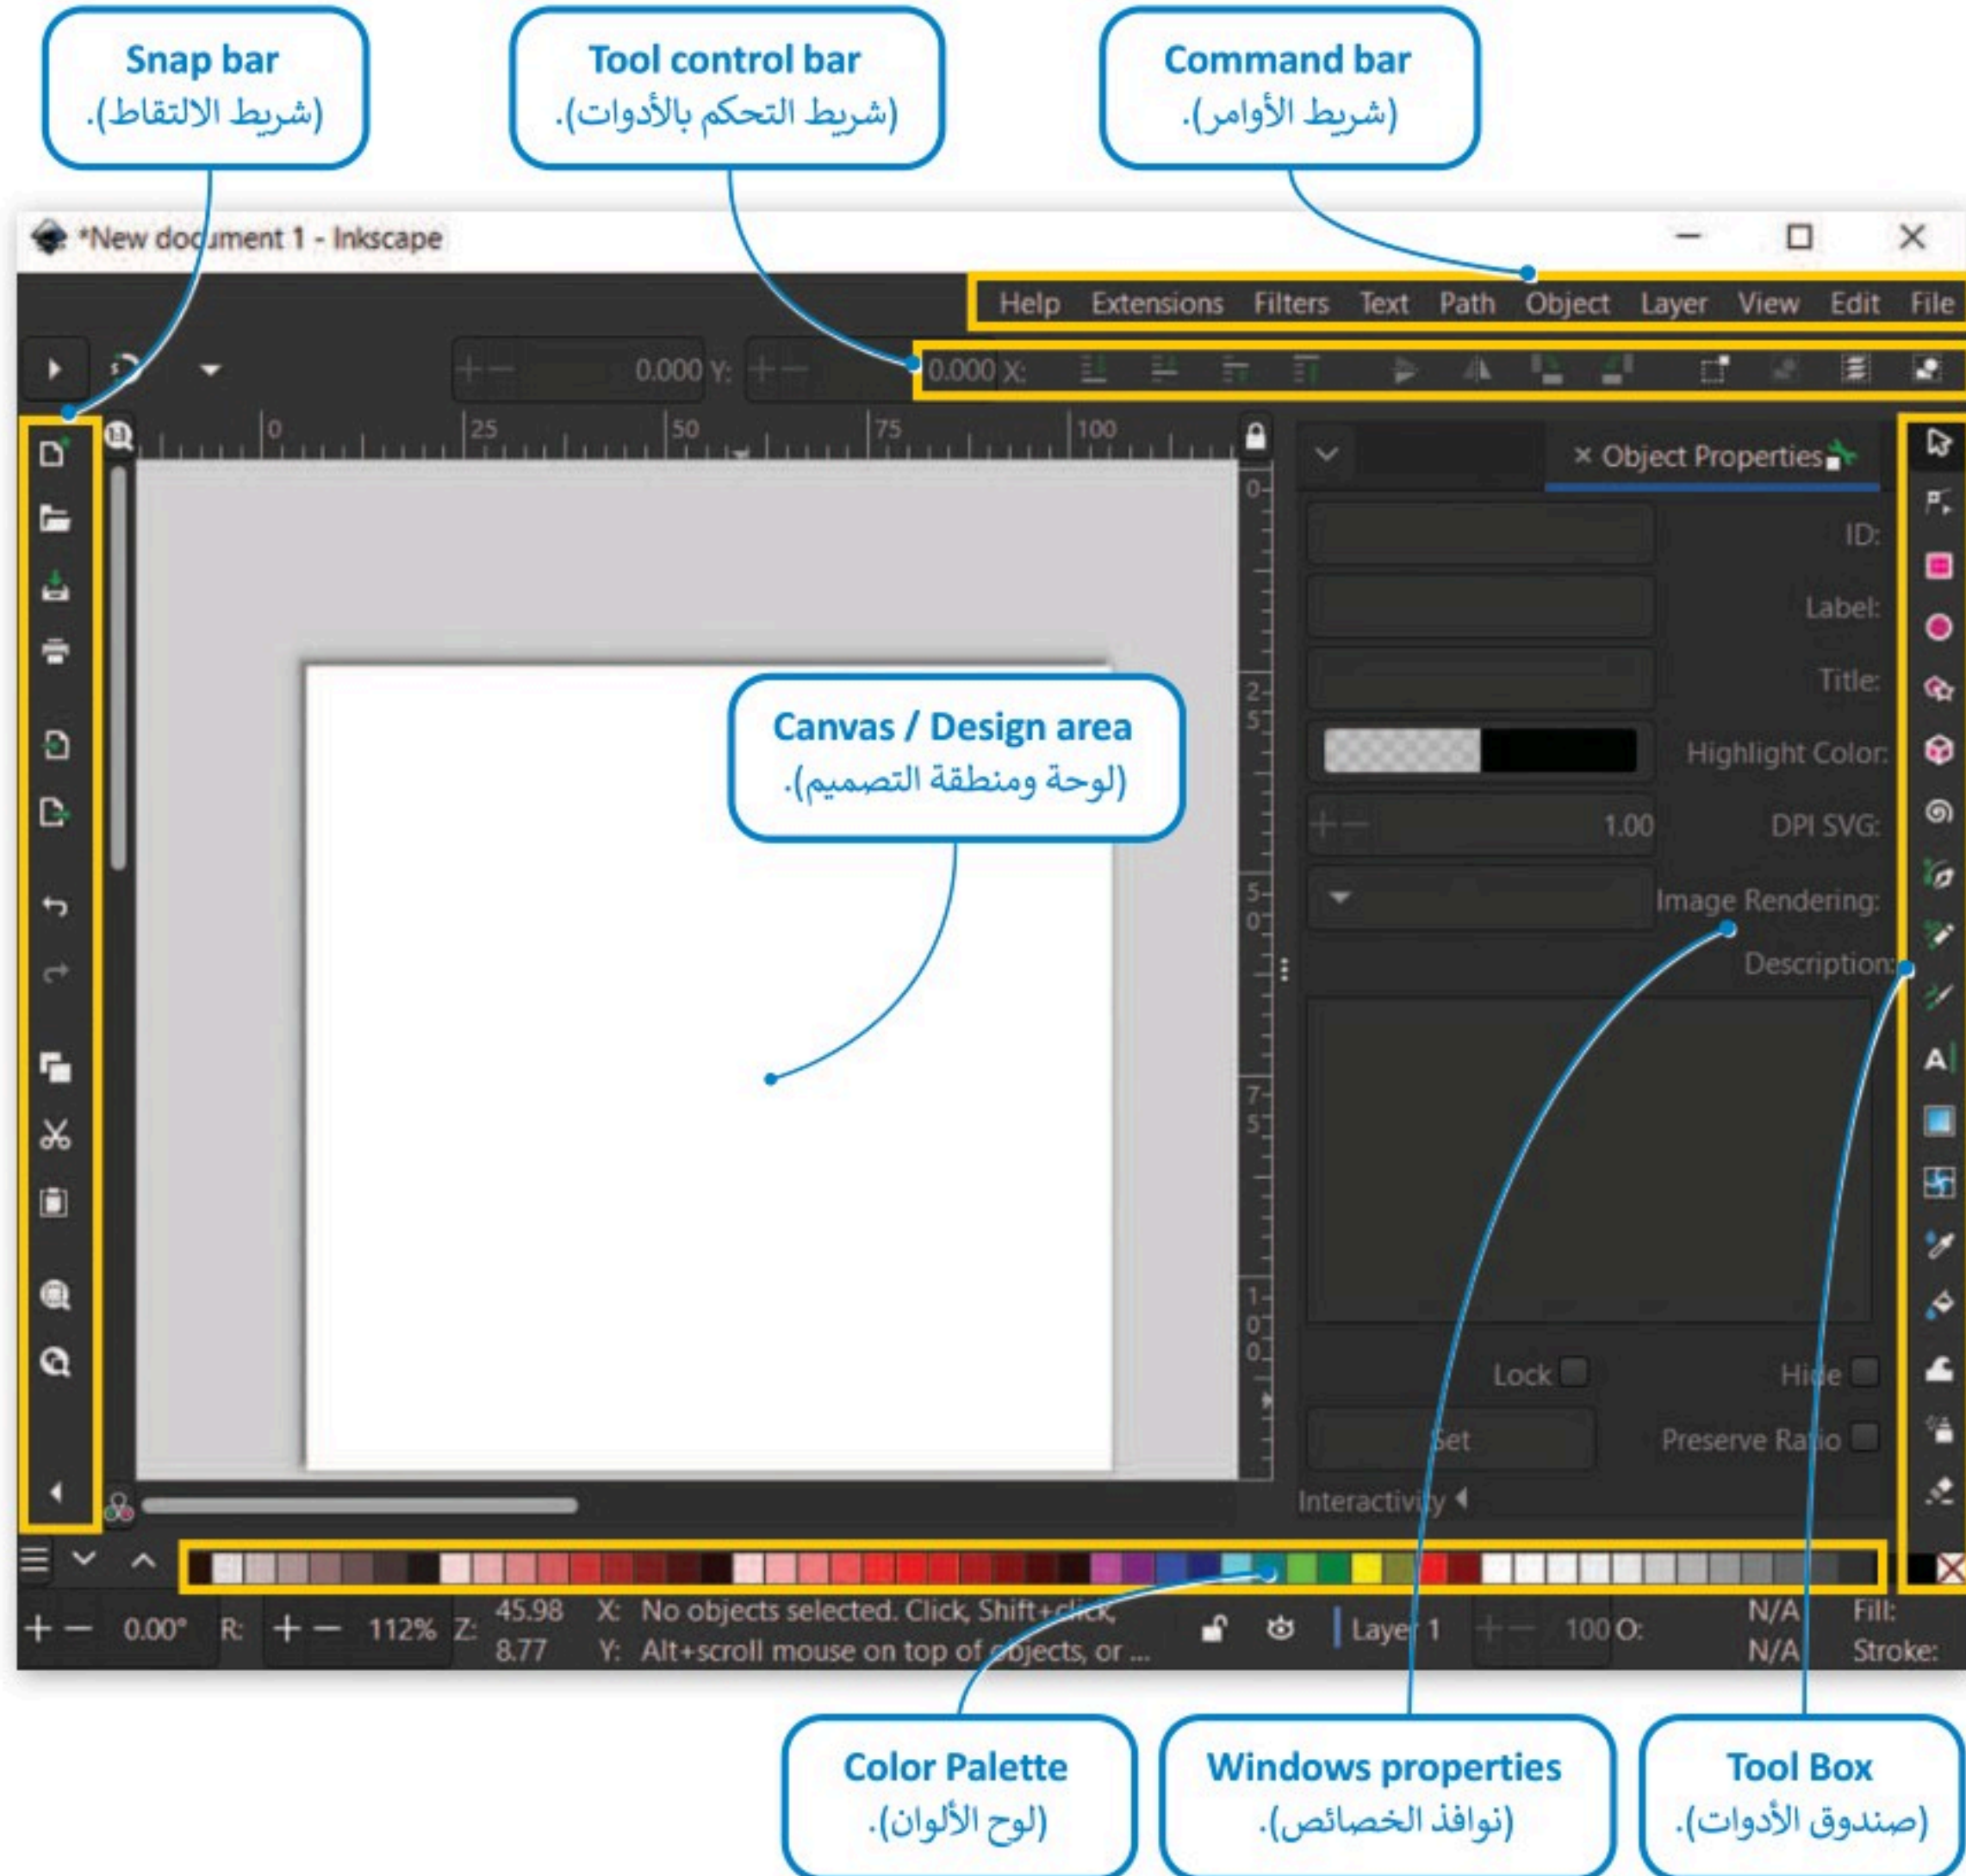 Snap bar
(شريط الالتقاط).
Tool control bar
(شريط التحكم بالأدوات).
Command bar
(شريط الأوامر).
*New document 1 - Inkscape
Help Extensions Filters Text Path Object Layer View Edit File
0.000 Y: 0.000 X:
0 25 50 75 100
Object Properties
0
ID:
Label:
Title:
25
Canvas / Design area
(لوحة ومنطقة التصميم).
Highlight Color:
1.00 DPI SVG:
50
Image Rendering:
Description:
75
100
Lock Hide
Set Preserve Ratio
Interactivity
0.00° R: 112% Z: 45.98 X: No objects selected. Click, Shift+click, Layer 1 100 O: N/A Fill:
8.77 Y: Alt+scroll mouse on top of objects, or ... N/A Stroke:
Color Palette
(لوح الألوان).
Windows properties
(نوافذ الخصائص).
Tool Box
(صندوق الأدوات).